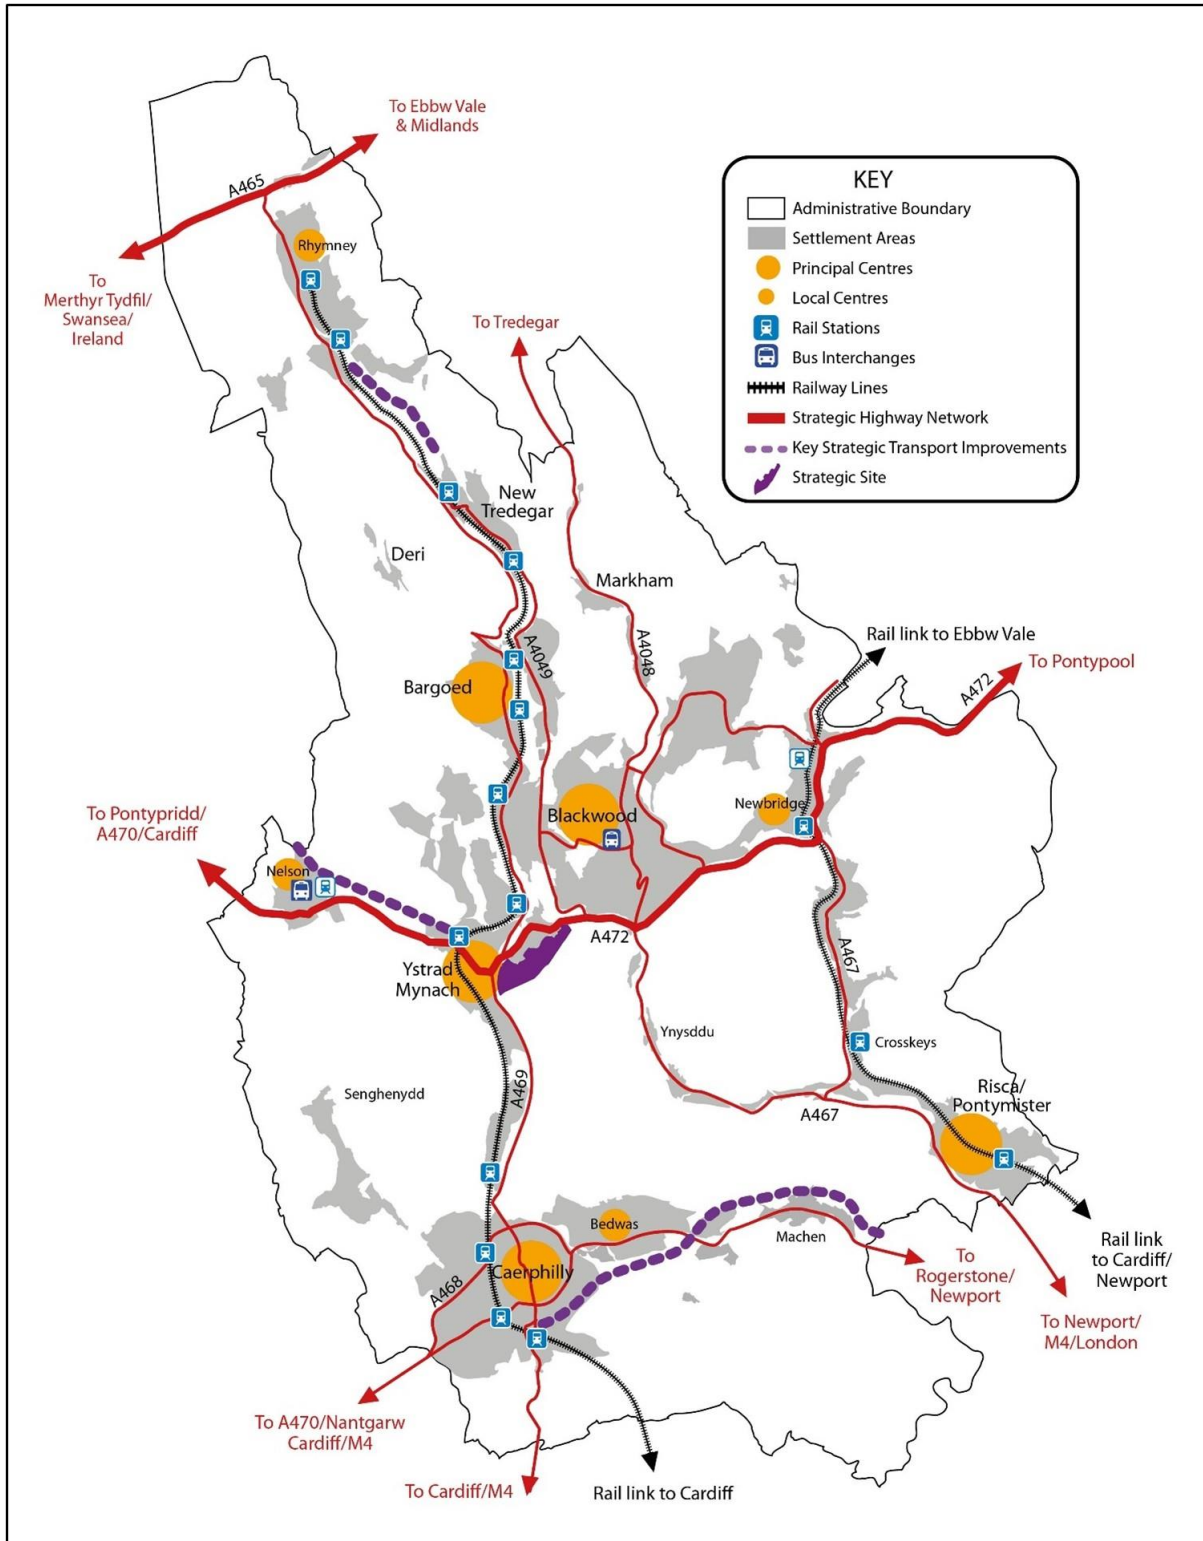 To Ebbw Vale
& Midlands
A465
KEY
Administrative Boundary
Settlement Areas
Principal Centres
Local Centres
Rail Stations
Bus Interchanges
Railway Lines
Strategic Highway Network
Key Strategic Transport Improvements
Strategic Site
Rhymney
To
Merthyr Tydfil/
Swansea/
Ireland
To Tredegar
New
Tredegar
Deri
Markham
A4049
A4048
Rail link to Ebbw Vale
To Pontypool
A472
Bargoed
Blackwood
Newbridge
To Pontypridd/
A470/Cardiff
Nelson
A472
A467
Ystrad
Mynach
Ynysddu
Crosskeys
Senghenydd
A469
Risca/
Pontymister
A467
Bedwas
Machen
Caerphilly
A468
To
Rogerstone/
Newport
Rail link
to Cardiff/
Newport
To Newport/
M4/London
To A470/Nantgarw
Cardiff/M4
To Cardiff/M4
Rail link to Cardiff